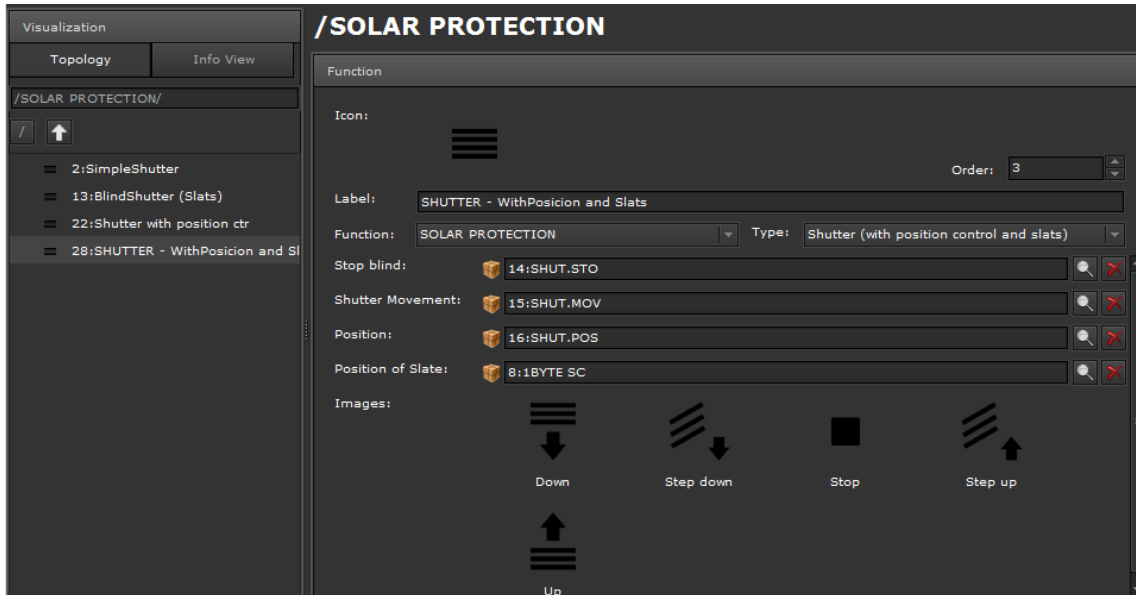 Visualization
Topology
Info View
/SOLAR PROTECTION/
/
2:SimpleShutter
13:BlindShutter (Slats)
22:Shutter with position ctr
28:SHUTTER - WithPosicion and Sl
/SOLAR PROTECTION
Function
Icon:
Order: 3
Label: SHUTTER - WithPosicion and Slats
Function: SOLAR PROTECTION Type: Shutter (with position control and slats)
Stop blind: 14:SHUT.STO
Shutter Movement: 15:SHUT.MOV
Position: 16:SHUT.POS
Position of Slate: 8:1BYTE SC
Images:
Down Step down Stop Step up
Up